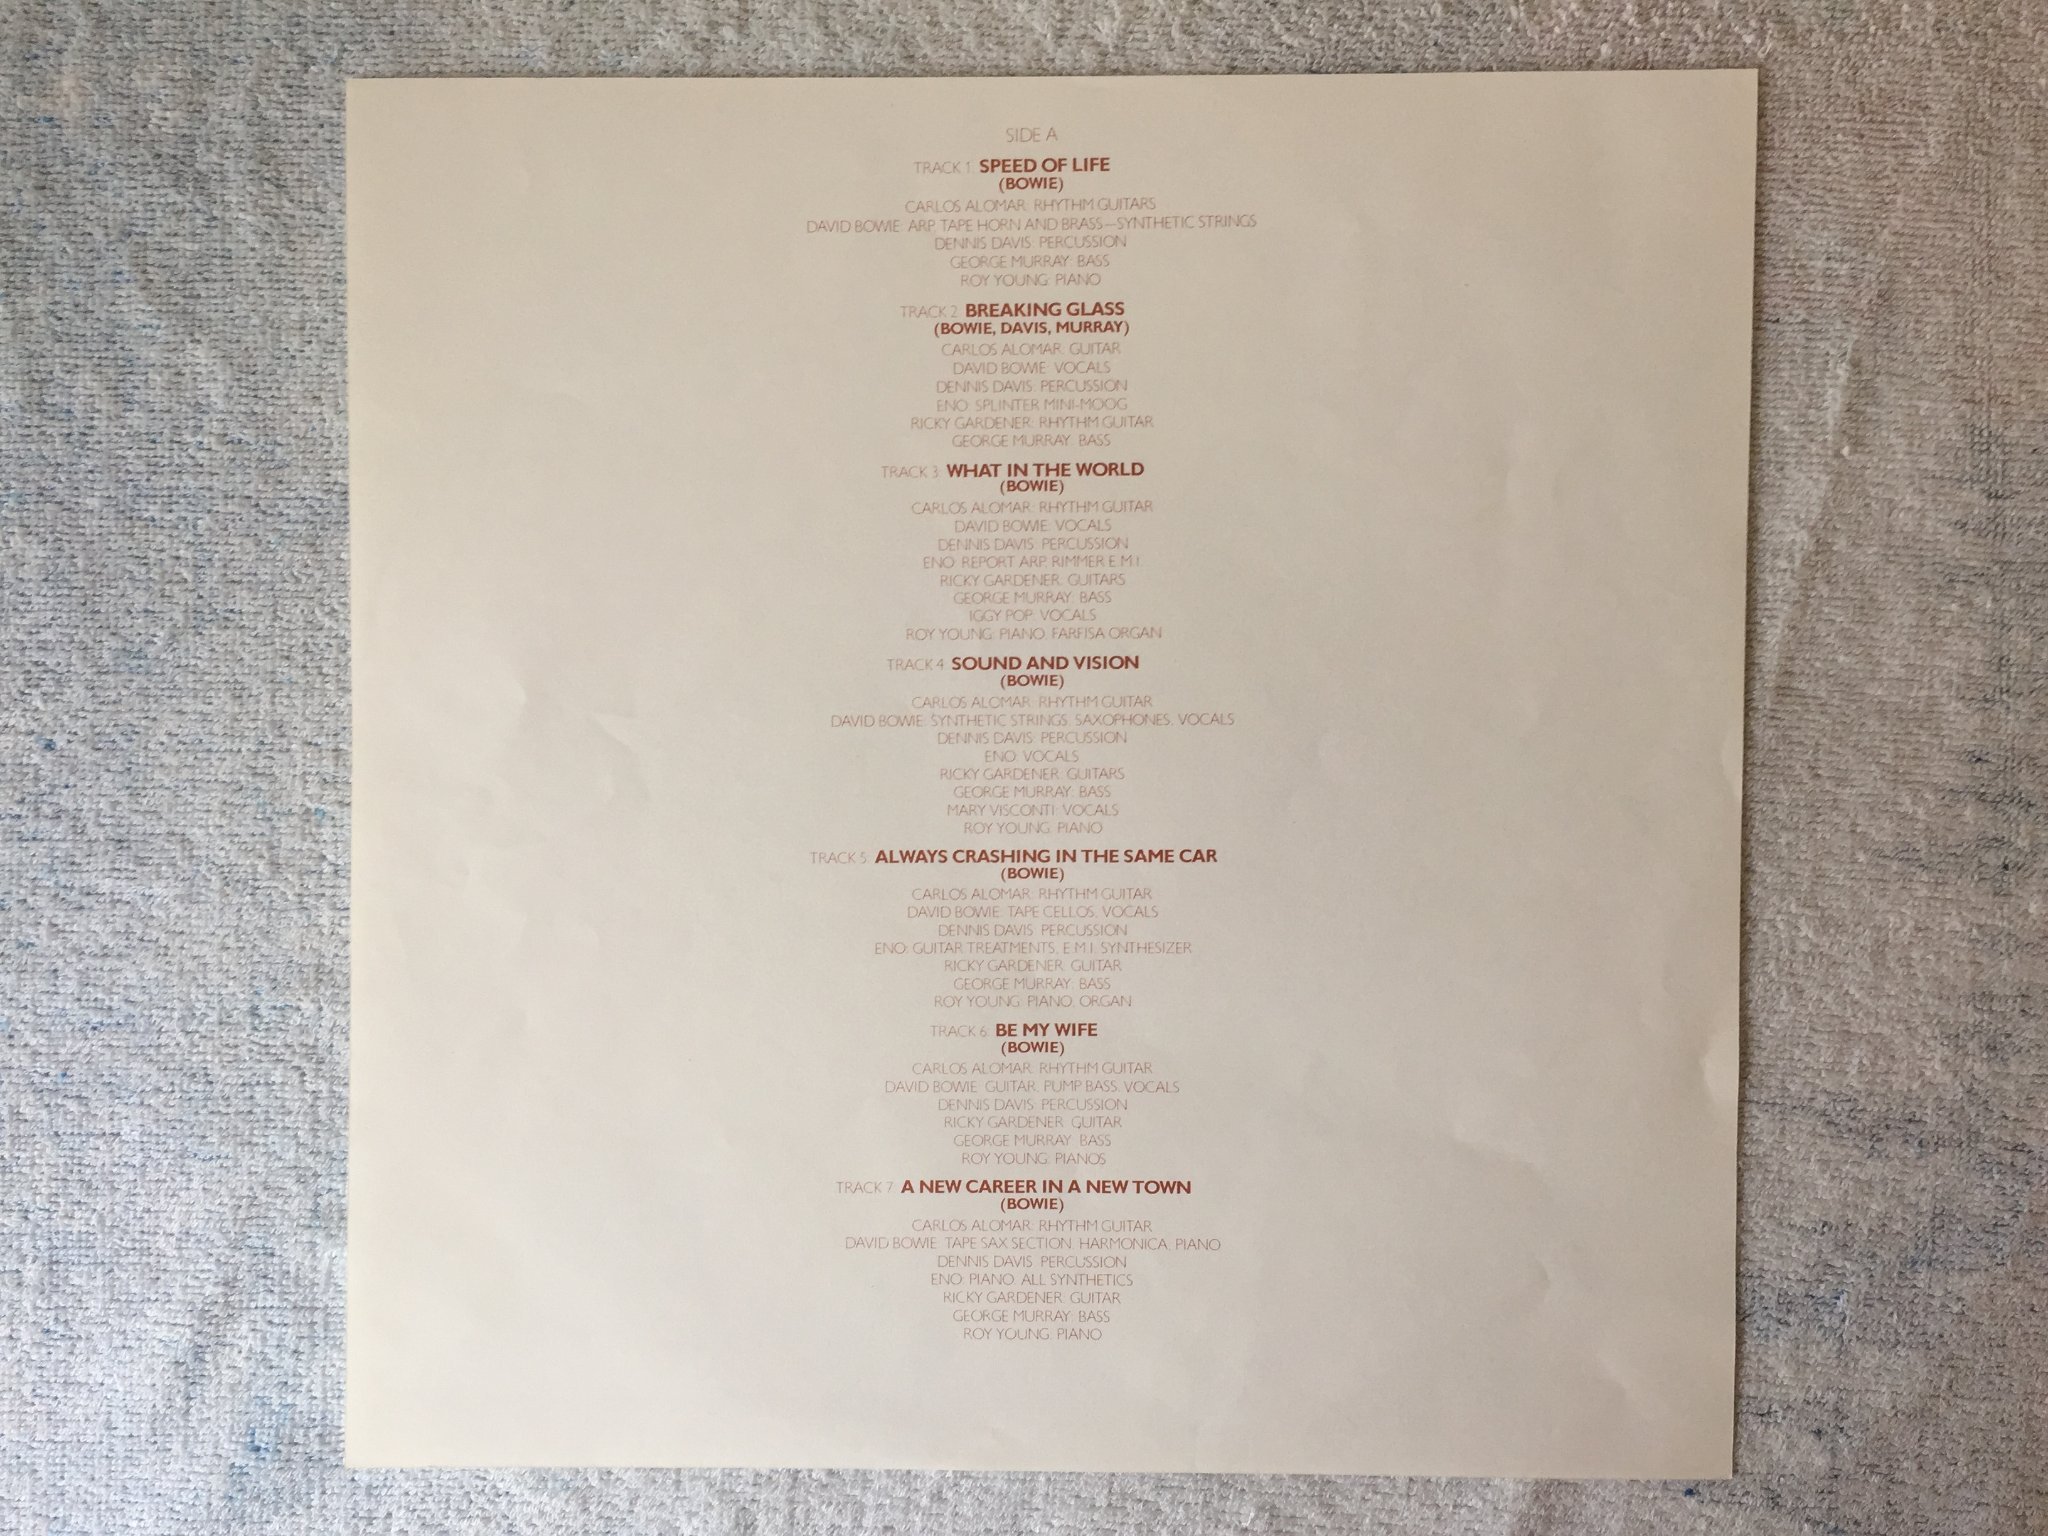 SIDE A
TRACK 1: SPEED OF LIFE
(BOWIE)
CARLOS ALOMAR: RHYTHM GUITARS
DAVID BOWIE: ARP. TAPE HORN AND BRASS—SYNTHETIC STRINGS
DENNIS DAVIS: PERCUSSION
GEORGE MURRAY: BASS
ROY YOUNG: PIANO
TRACK 2: BREAKING GLASS
(BOWIE, DAVIS, MURRAY)
CARLOS ALOMAR: GUITAR
DAVID BOWIE: VOCALS
DENNIS DAVIS: PERCUSSION
ENO: SPLINTER MINI-MOOG
RICKY GARDENER: RHYTHM GUITAR
GEORGE MURRAY: BASS
TRACK 3: WHAT IN THE WORLD
(BOWIE)
CARLOS ALOMAR: RHYTHM GUITAR
DAVID BOWIE: VOCALS
DENNIS DAVIS: PERCUSSION
ENO: REPORT ARP, RIMMER E.M.I.
RICKY GARDENER: GUITARS
GEORGE MURRAY: BASS
IGGY POP: VOCALS
ROY YOUNG: PIANO, FARFISA ORGAN
TRACK 4: SOUND AND VISION
(BOWIE)
CARLOS ALOMAR: RHYTHM GUITAR
DAVID BOWIE: SYNTHETIC STRINGS, SAXOPHONES, VOCALS
DENNIS DAVIS: PERCUSSION
ENO: VOCALS
RICKY GARDENER: GUITARS
GEORGE MURRAY: BASS
MARY VISCONTI: VOCALS
ROY YOUNG: PIANO
TRACK 5: ALWAYS CRASHING IN THE SAME CAR
(BOWIE)
CARLOS ALOMAR: RHYTHM GUITAR
DAVID BOWIE: TAPE CELLOS, VOCALS
DENNIS DAVIS: PERCUSSION
ENO: GUITAR TREATMENTS, E.M.I. SYNTHESIZER
RICKY GARDENER: GUITAR
GEORGE MURRAY: BASS
ROY YOUNG: PIANO, ORGAN
TRACK 6: BE MY WIFE
(BOWIE)
CARLOS ALOMAR: RHYTHM GUITAR
DAVID BOWIE: GUITAR, PUMP BASS, VOCALS
DENNIS DAVIS: PERCUSSION
RICKY GARDENER: GUITAR
GEORGE MURRAY: BASS
ROY YOUNG: PIANOS
TRACK 7: A NEW CAREER IN A NEW TOWN
(BOWIE)
CARLOS ALOMAR: RHYTHM GUITAR
DAVID BOWIE: TAPE SAX SECTION, HARMONICA, PIANO
DENNIS DAVIS: PERCUSSION
ENO: PIANO, ALL SYNTHETICS
RICKY GARDENER: GUITAR
GEORGE MURRAY: BASS
ROY YOUNG: PIANO